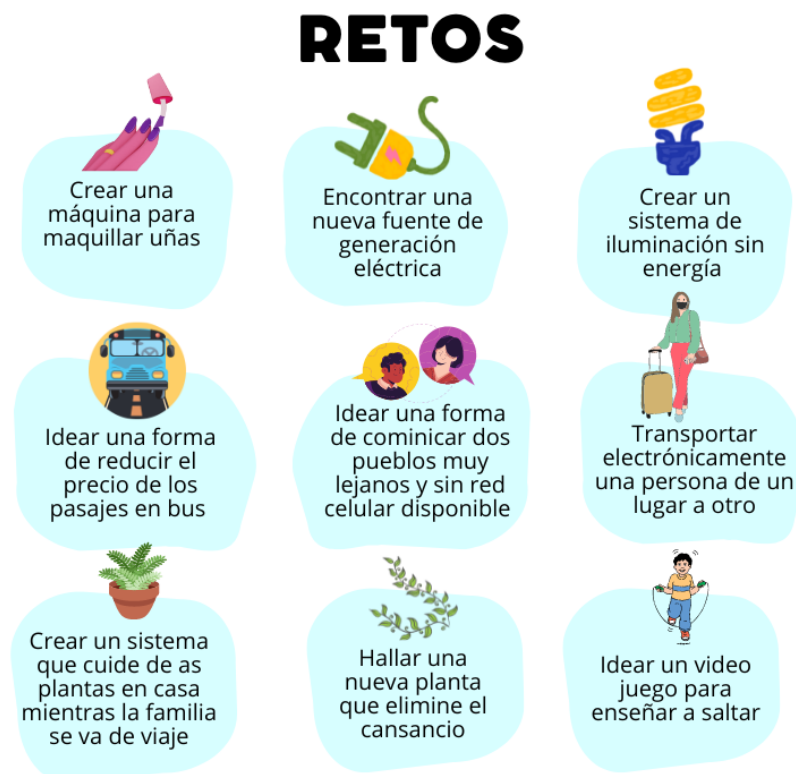 RETOS
Crear una
máquina para
maquillar uñas
Encontrar una
nueva fuente de
generación
eléctrica
Crear un
sistema de
iluminación sin
energía
Idear una forma
de reducir el
precio de los
pasajes en bus
Idear una forma
de cominicar dos
pueblos muy
lejanos y sin red
celular disponible
Transportar
electrónicamente
una persona de un
lugar a otro
Crear un sistema
que cuide de as
plantas en casa
mientras la familia
se va de viaje
Hallar una
nueva planta
que elimine el
cansancio
Idear un video
juego para
enseñar a saltar